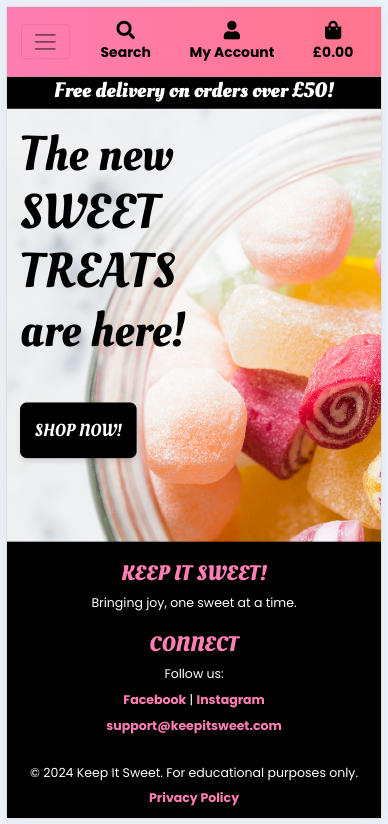 Search My Account £0.00
Free delivery on orders over £50!
The new
SWEET
TREATS
are here!
SHOP NOW!
KEEP IT SWEET!
Bringing joy, one sweet at a time.
CONNECT
Follow us:
Facebook | Instagram
support@keepitsweet.com
© 2024 Keep It Sweet. For educational purposes only.
Privacy Policy